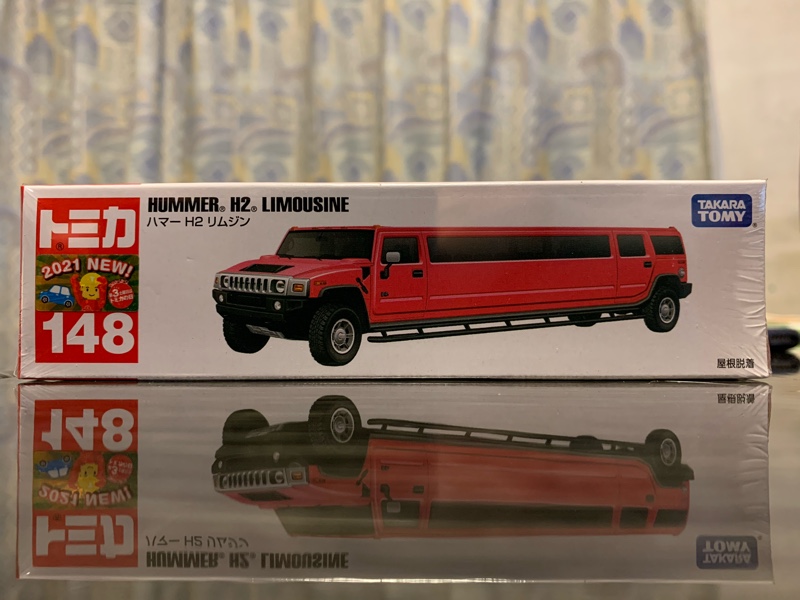 トミカ®
2021 NEW!
148
HUMMER® H2® LIMOUSINE
ハマー H2 リムジン
TAKARA
TOMY®
屋根脱着